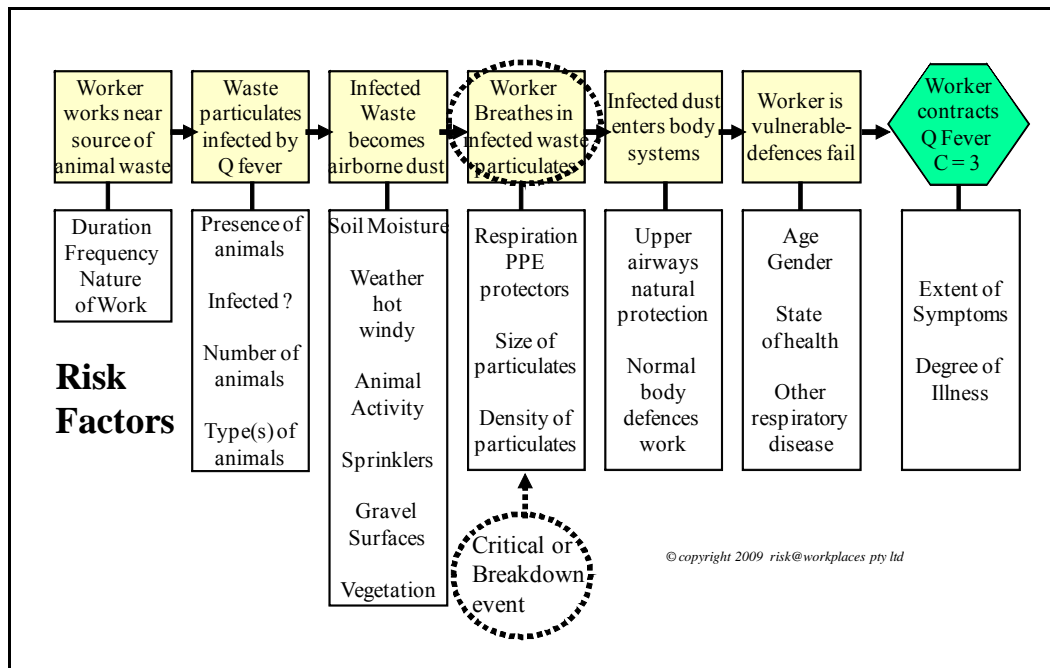 Worker
works near
source of
animal waste
Waste
particulates
infected by
Q fever
Infected
Waste
becomes
airborne dust
Worker
Breathes in
infected waste
particulates
Infected dust
enters body
systems
Worker is
vulnerable-
defences fail
Worker
contracts
Q Fever
C = 3
Duration
Frequency
Nature
of Work
Presence of
animals
Infected ?
Number of
animals
Type(s) of
animals
Soil Moisture
Weather
hot
windy
Animal
Activity
Sprinklers
Gravel
Surfaces
Vegetation
Respiration
PPE
protectors
Size of
particulates
Density of
particulates
Upper
airways
natural
protection
Normal
body
defences
work
Age
Gender
State
of health
Other
respiratory
disease
Extent of
Symptoms
Degree of
Illness
Risk
Factors
Critical or
Breakdown
event
© copyright 2009 risk@workplaces pty ltd